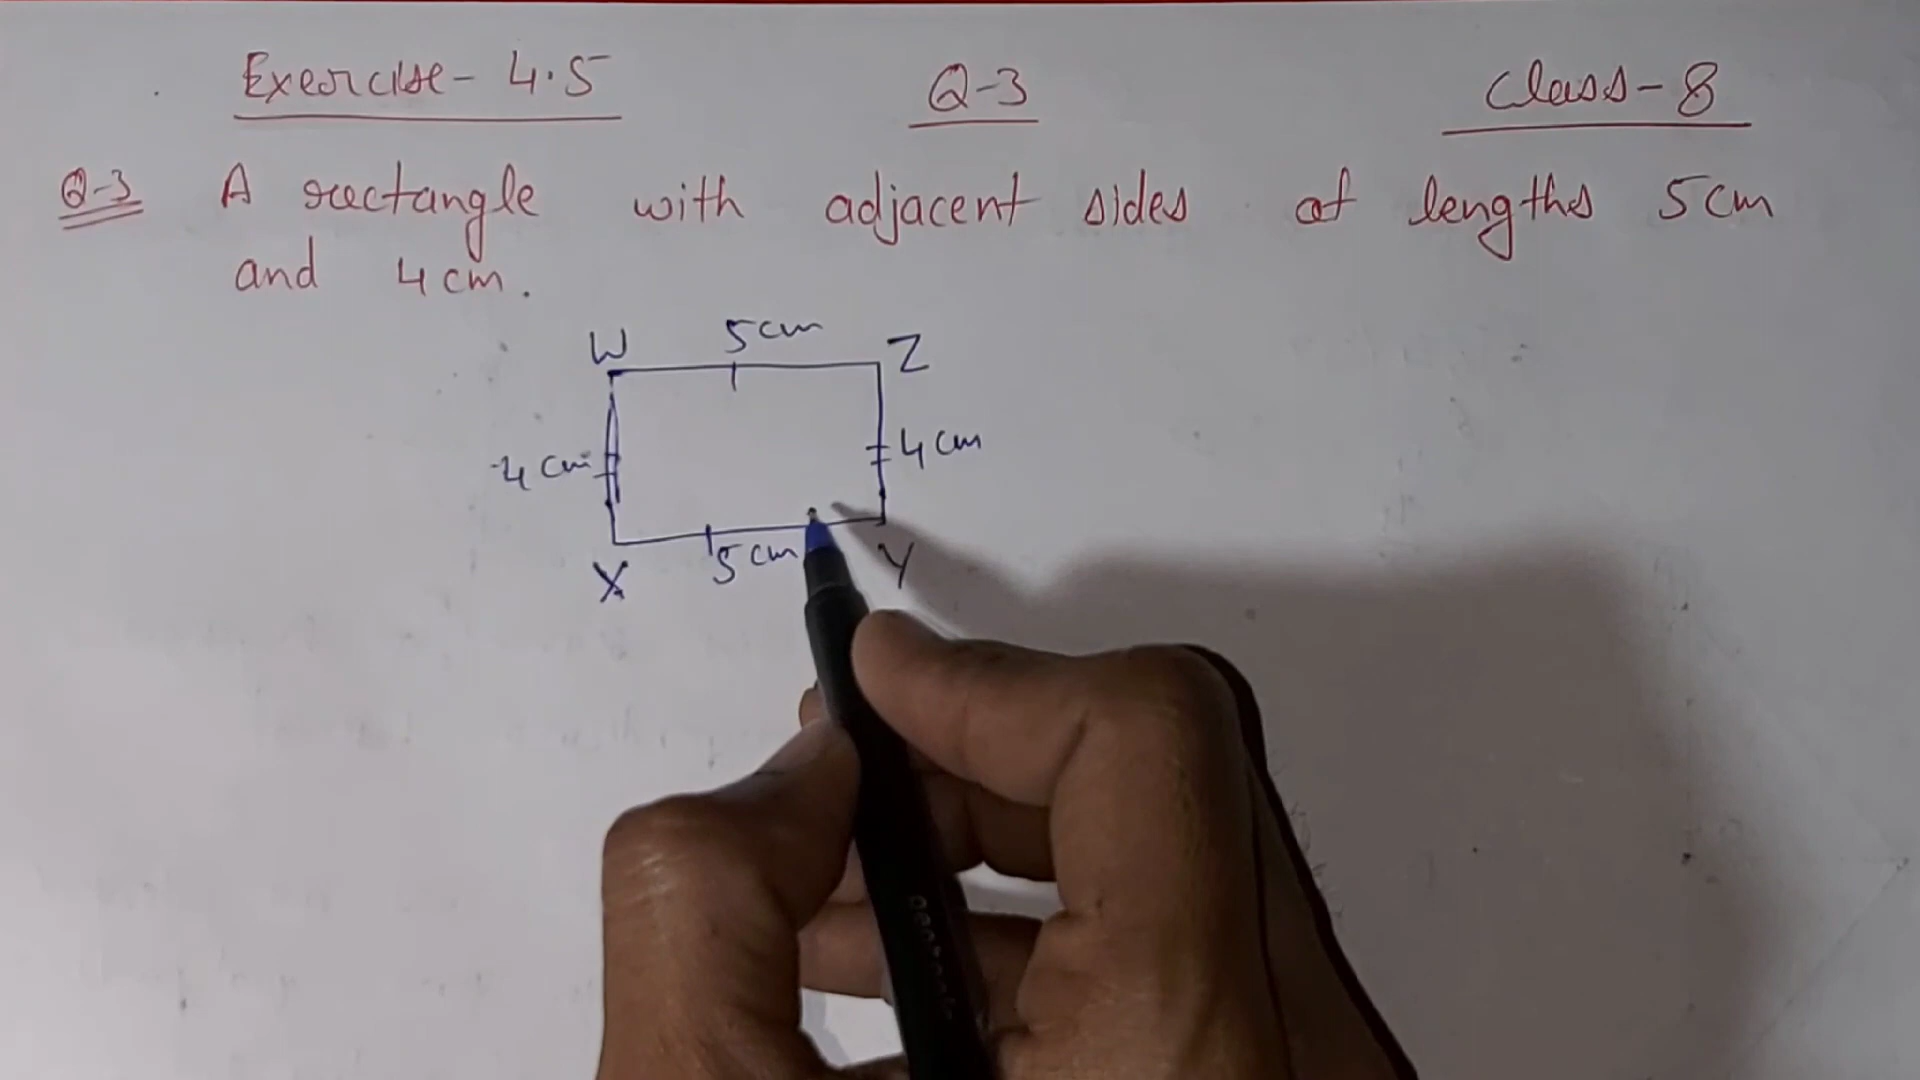 Exercise- 4.5 Q-3 Class-8
Q-3 A rectangle with adjacent sides of lengths 5cm
and 4cm.
5cm
W Z
4cm 4cm
5cm
X Y